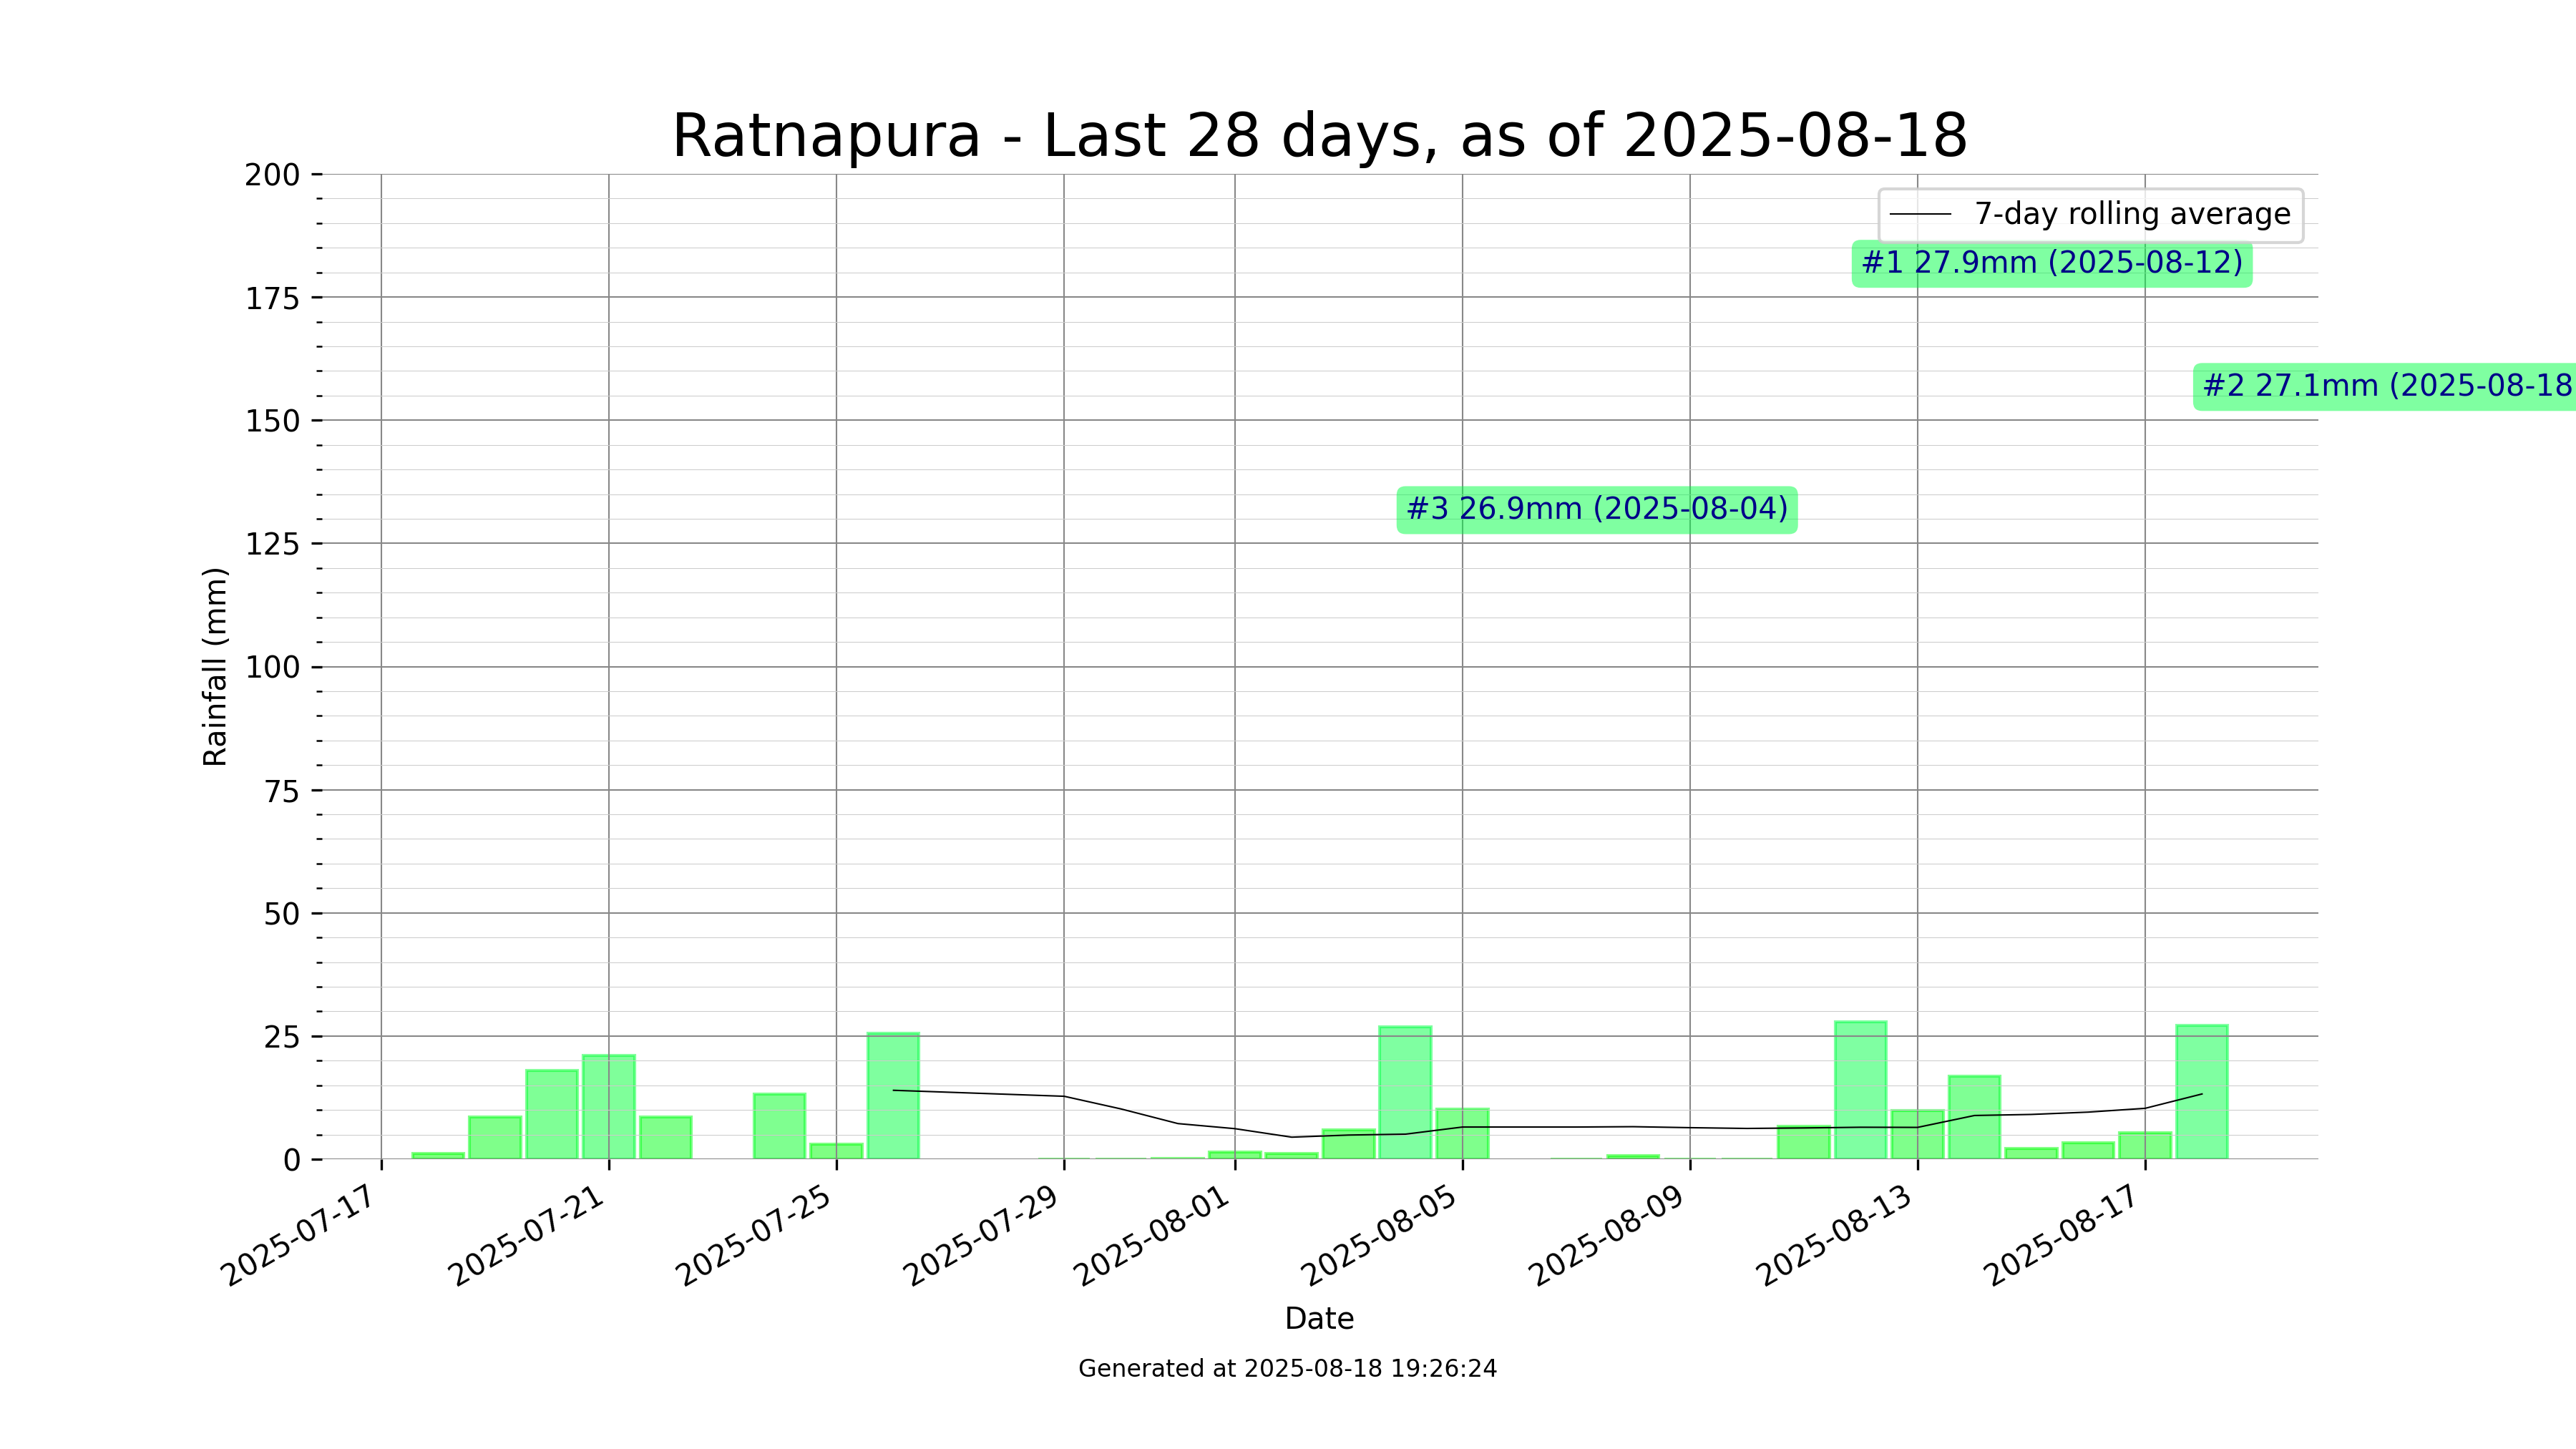 Ratnapura - Last 28 days, as of 2025-08-18
200
175
150
125
100
75
50
25
0
Rainfall (mm)
7-day rolling average
#1 27.9mm (2025-08-12)
#2 27.1mm (2025-08-18
#3 26.9mm (2025-08-04)
2025-07-17
2025-07-21
2025-07-25
2025-07-29
2025-08-01
2025-08-05
2025-08-09
2025-08-13
2025-08-17
Date
Generated at 2025-08-18 19:26:24